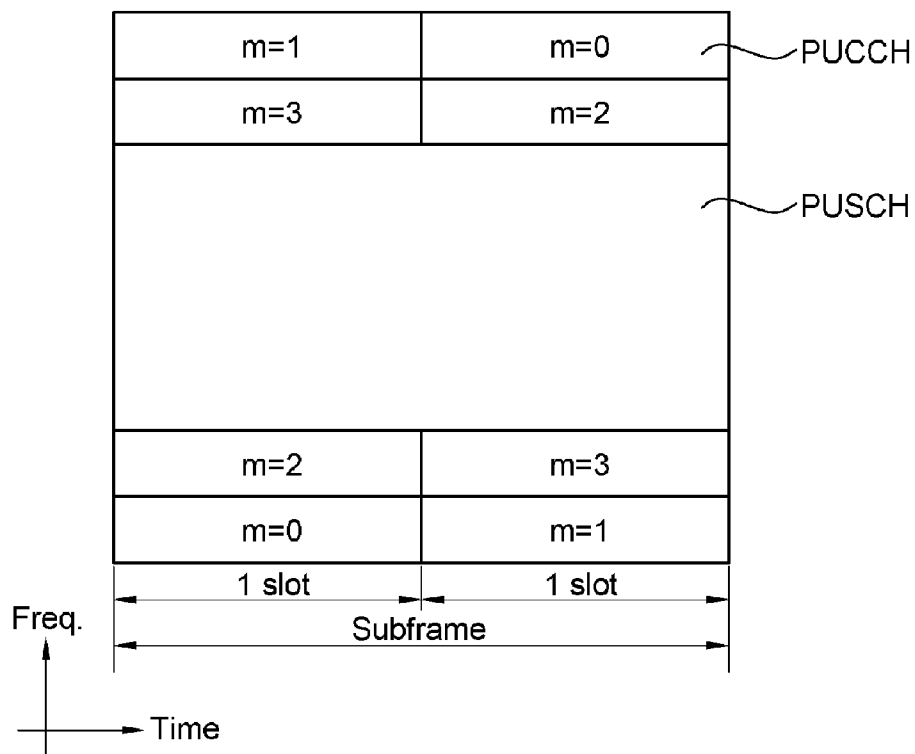 m=1 m=0 PUCCH
m=3 m=2
PUSCH
m=2 m=3
m=0 m=1
1 slot 1 slot
Freq.
Subframe
Time